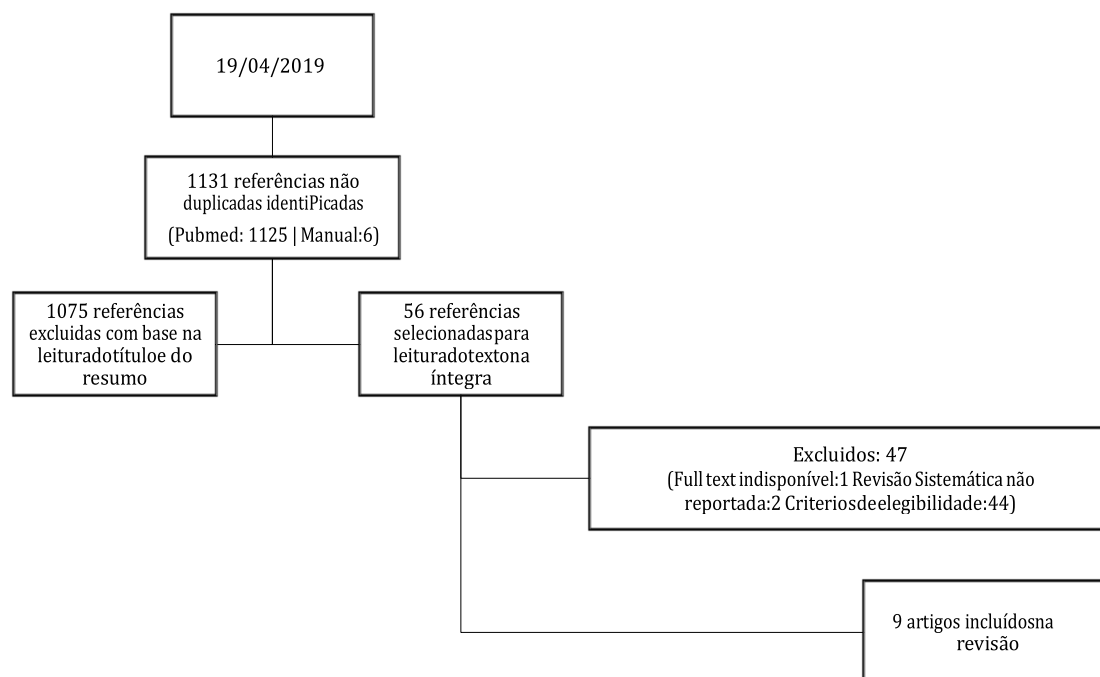 19/04/2019
1131 referências não
duplicadas identiPicadas
(Pubmed: 1125 | Manual:6)
1075 referências
excluidas com base na
leituradotítuloe do
resumo
56 referências
selecionadaspara
leituradotextona
íntegra
Excluidos: 47
(Full text indisponível:1 Revisão Sistemática não
reportada:2 Criteriosdeelegibilidade:44)
9 artigos incluídosna
revisão